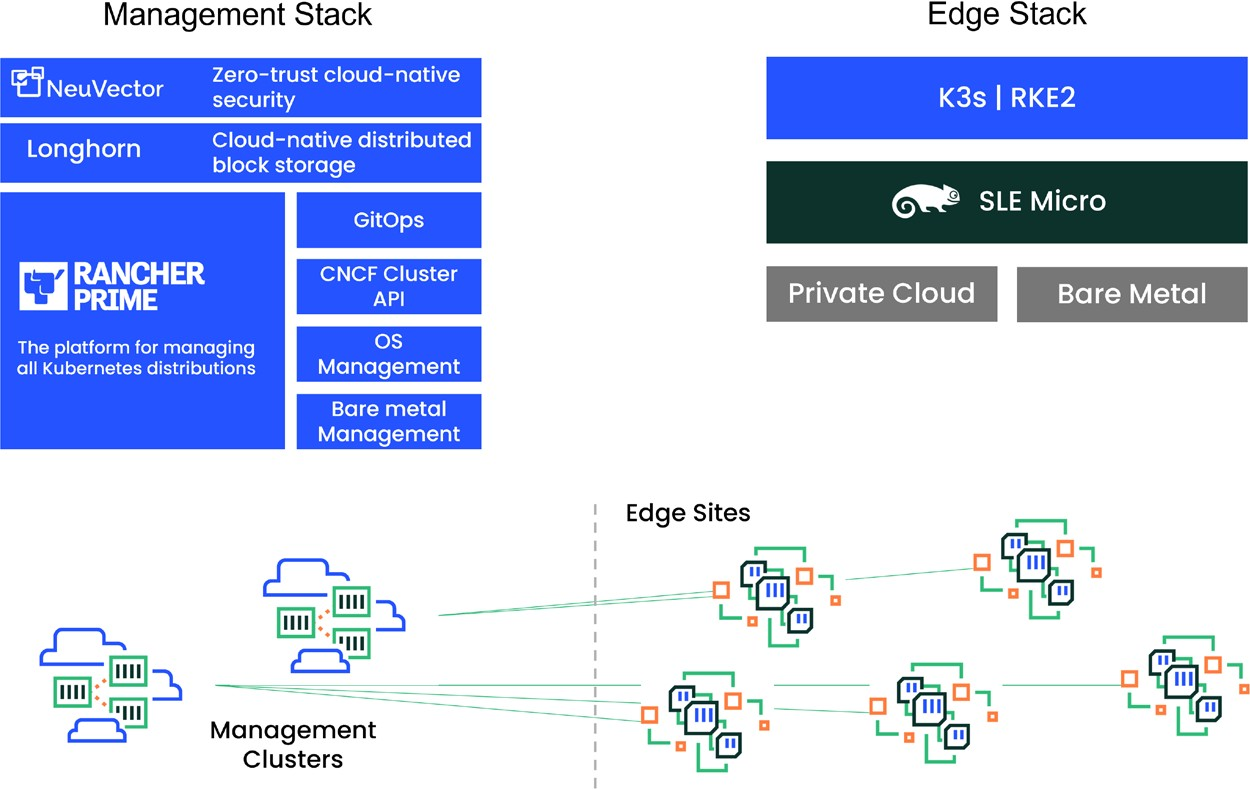 Management Stack
Edge Stack
NeuVector
Zero-trust cloud-native
security
Longhorn
Cloud-native distributed
block storage
RANCHER
PRIME
The platform for managing
all Kubernetes distributions
GitOps
CNCF Cluster
API
OS
Management
Bare metal
Management
K3s | RKE2
SLE Micro
Private Cloud
Bare Metal
Edge Sites
Management
Clusters